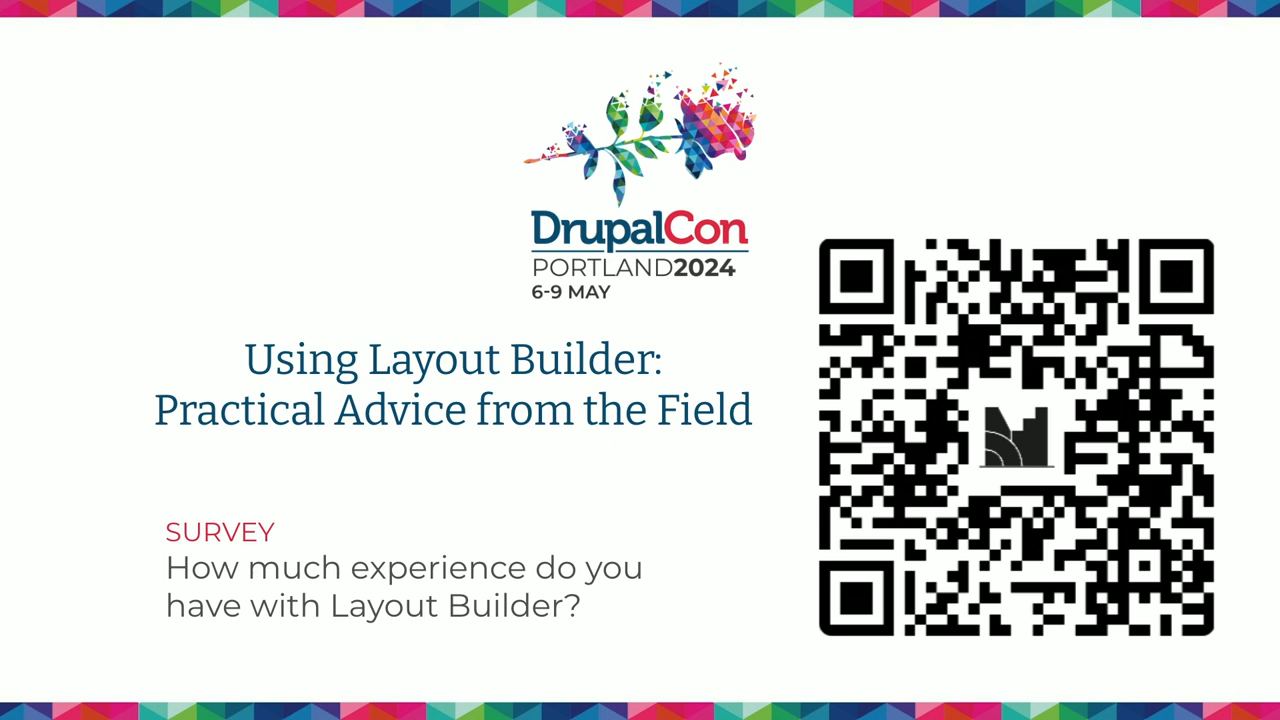 DrupalCon
PORTLAND2024
6-9 MAY
Using Layout Builder:
Practical Advice from the Field
SURVEY
How much experience do you
have with Layout Builder?